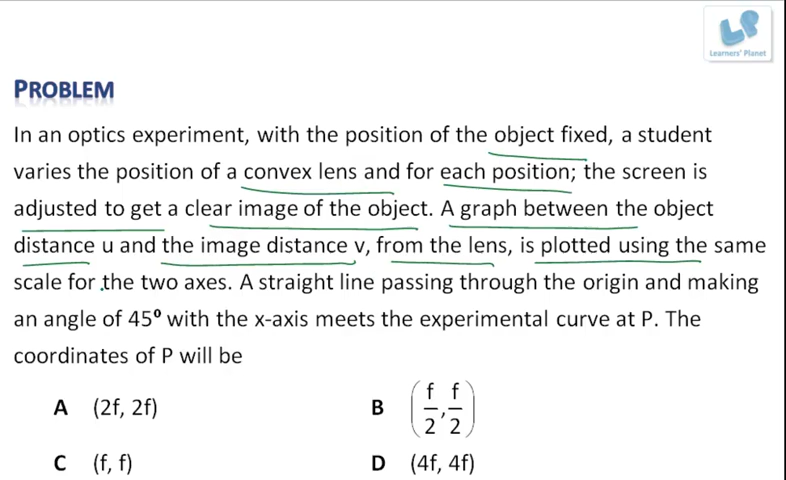 LP
Learners' Planet
PROBLEM
In an optics experiment, with the position of the object fixed, a student
varies the position of a convex lens and for each position; the screen is
adjusted to get a clear image of the object. A graph between the object
distance u and the image distance v, from the lens, is plotted using the same
scale for the two axes. A straight line passing through the origin and making
an angle of 45⁰ with the x-axis meets the experimental curve at P. The
coordinates of P will be
A (2f, 2f) B (f/2, f/2)
C (f, f) D (4f, 4f)